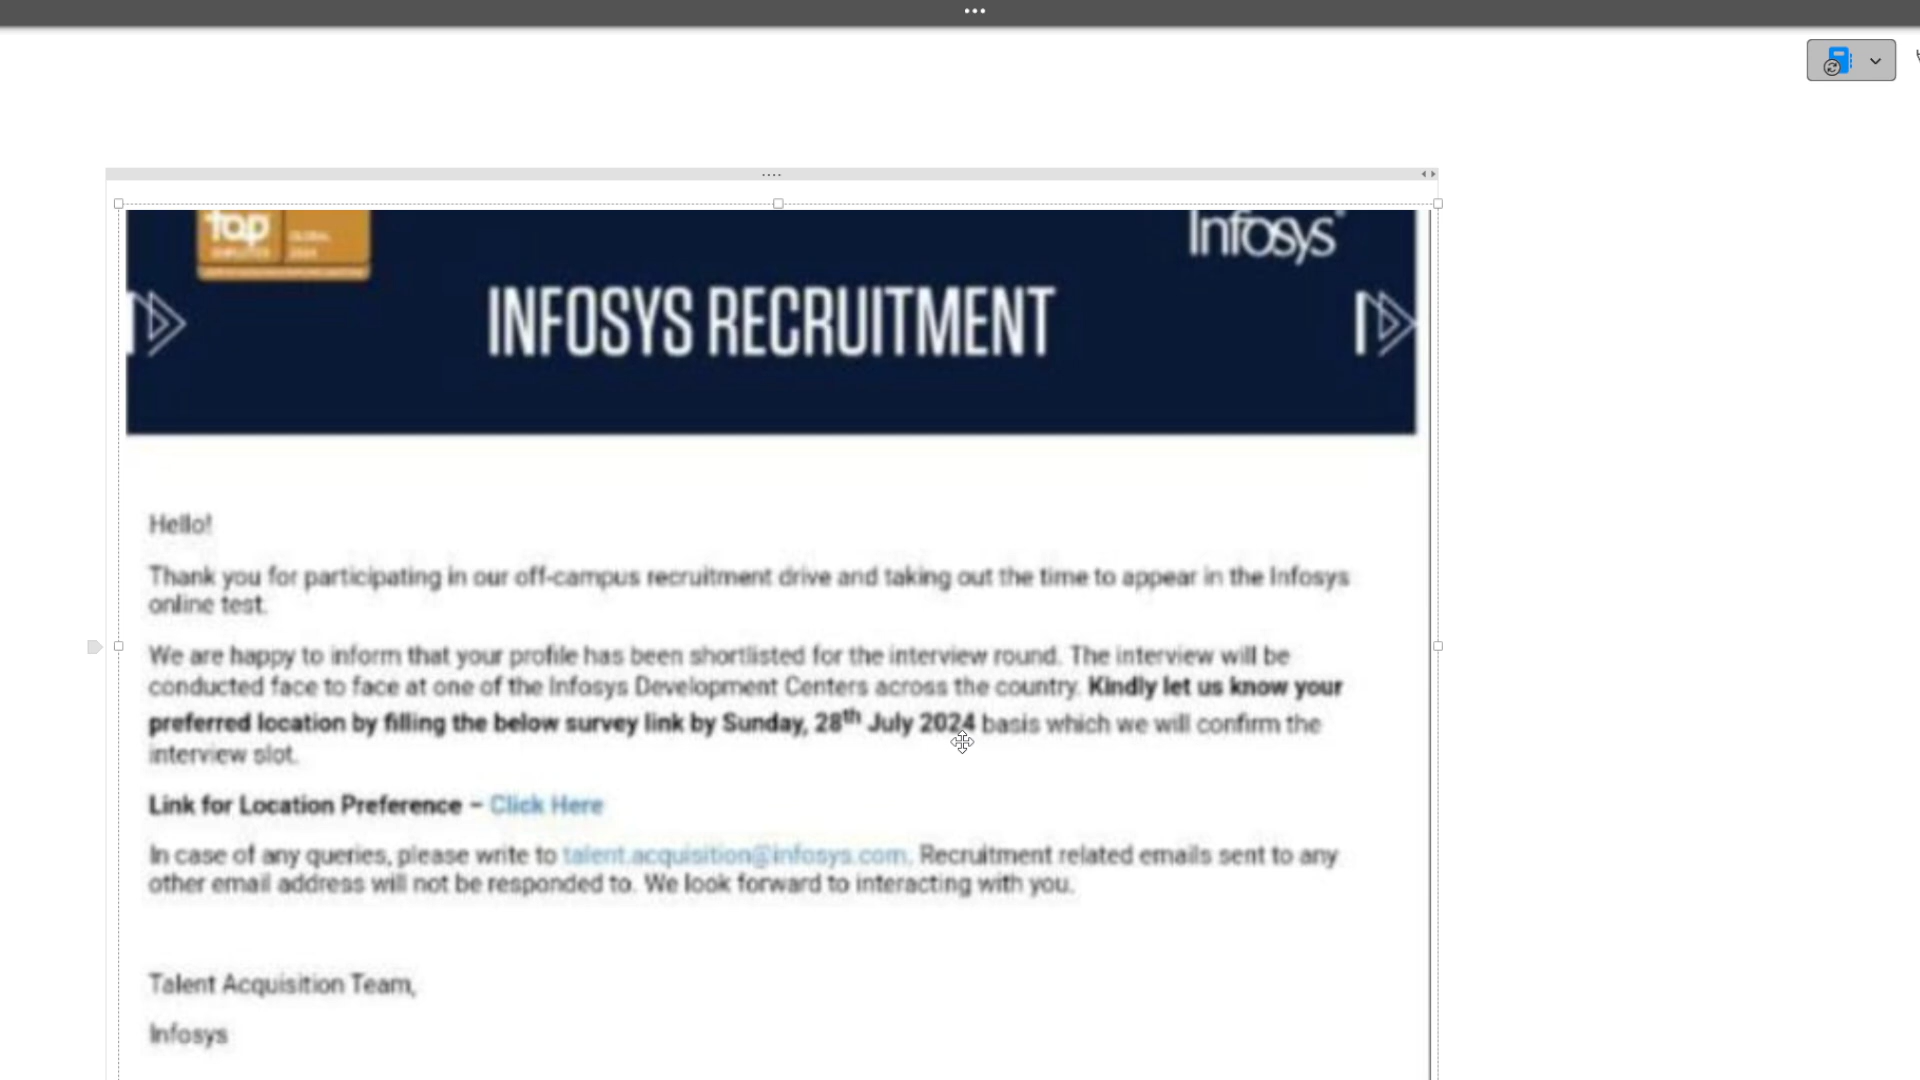 top
Infosys
INFOSYS RECRUITMENT
Hello!
Thank you for participating in our off-campus recruitment drive and taking out the time to appear in the Infosys
online test.
We are happy to inform that your profile has been shortlisted for the interview round. The interview will be
conducted face to face at one of the Infosys Development Centers across the country. Kindly let us know your
preferred location by filling the below survey link by Sunday, 28th July 2024 basis which we will confirm the
interview slot.
Link for Location Preference – Click Here
In case of any queries, please write to talent.acquisition@infosys.com. Recruitment related emails sent to any
other email address will not be responded to. We look forward to interacting with you.
Talent Acquisition Team,
Infosys